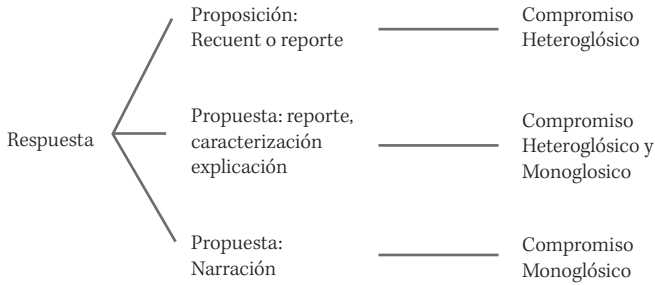 Proposición:
Recuent o reporte
Compromiso
Heteroglósico
Respuesta
Propuesta: reporte,
caracterización
explicación
Compromiso
Heteroglósico y
Monoglosico
Propuesta:
Narración
Compromiso
Monoglósico